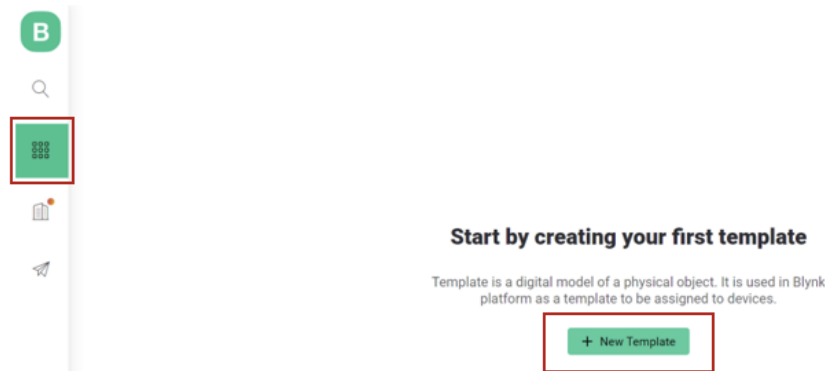 B
Start by creating your first template
Template is a digital model of a physical object. It is used in Blynk
platform as a template to be assigned to devices.
+ New Template